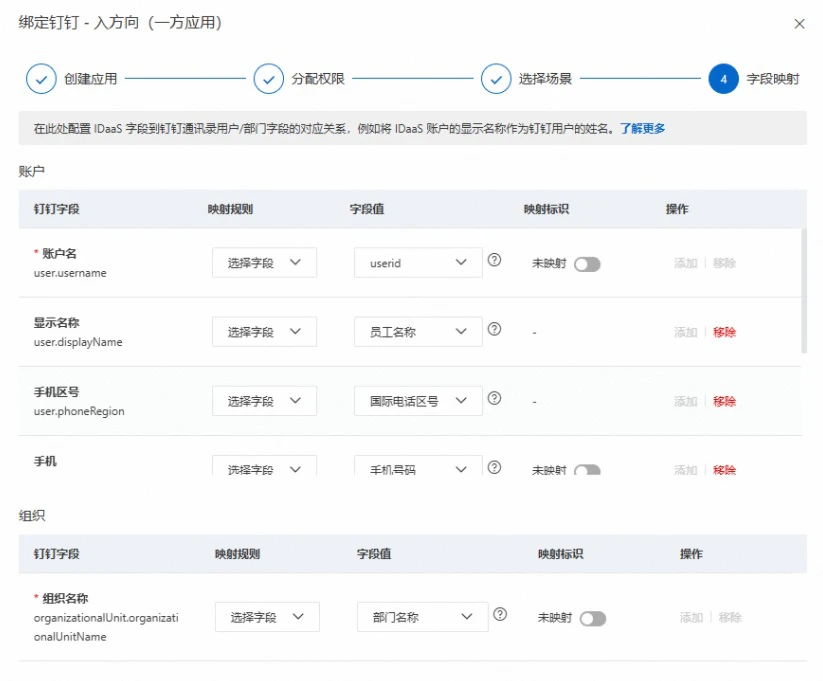 绑定钉钉 - 入方向（一方应用）
创建应用 分配权限 选择场景 4 字段映射
在此处配置 IDaaS 字段到钉钉通讯录用户/部门字段的对应关系，例如将 IDaaS 账户的显示名称作为钉钉用户的姓名。了解更多
账户
钉钉字段 映射规则 字段值 映射标识 操作
* 账户名
user.username
选择字段 userid 未映射 添加 | 移除
显示名称
user.displayName
选择字段 员工名称 - 添加 | 移除
手机区号
user.phoneRegion
选择字段 国际电话区号 - 添加 | 移除
手机
选择字段 手机号码 未映射 添加 | 移除
组织
钉钉字段 映射规则 字段值 映射标识 操作
* 组织名称
organizationalUnit.organizati
onalUnitName
选择字段 部门名称 未映射 添加 | 移除